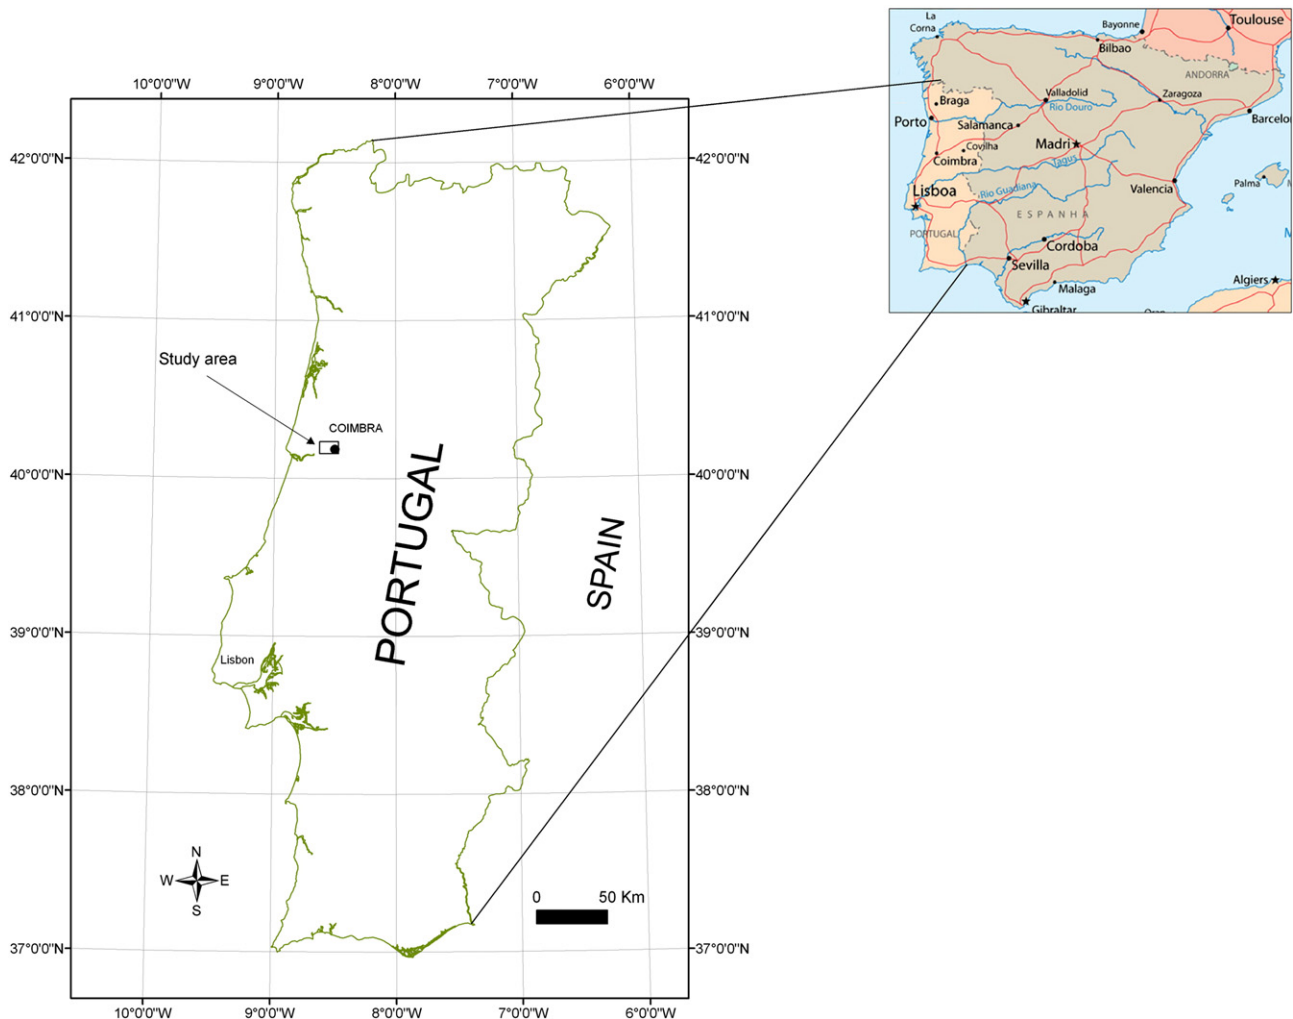 10°0'0"W 9°0'0"W 8°0'0"W 7°0'0"W 6°0'0"W
42°0'0"N 42°0'0"N
41°0'0"N 41°0'0"N
Study area
COIMBRA
40°0'0"N 40°0'0"N
PORTUGAL
SPAIN
39°0'0"N 39°0'0"N
Lisbon
38°0'0"N 38°0'0"N
N
W E
S
0 50 Km
37°0'0"N 37°0'0"N
10°0'0"W 9°0'0"W 8°0'0"W 7°0'0"W 6°0'0"W
La
Corna
Bayonne
Toulouse
Bilbao
ANDORRA
Braga
Valladolid
Zaragoza
Rio Douro
Porto
Salamanca
Barcelon
Covilha
Madri
Coimbra
Tagus
Lisboa
Rio Guadiana
Valencia
Palma
M
ESPANHA
PORTUGAL
M
Cordoba
Sevilla
Algiers
Malaga
Gibraltar
Oran